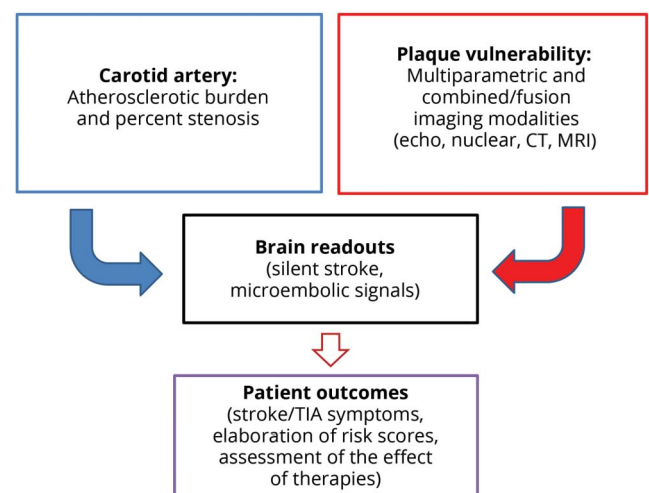 Carotid artery:
Atherosclerotic burden
and percent stenosis
Plaque vulnerability:
Multiparametric and
combined/fusion
imaging modalities
(echo, nuclear, CT, MRI)
Brain readouts
(silent stroke,
microembolic signals)
Patient outcomes
(stroke/TIA symptoms,
elaboration of risk scores,
assessment of the effect
of therapies)